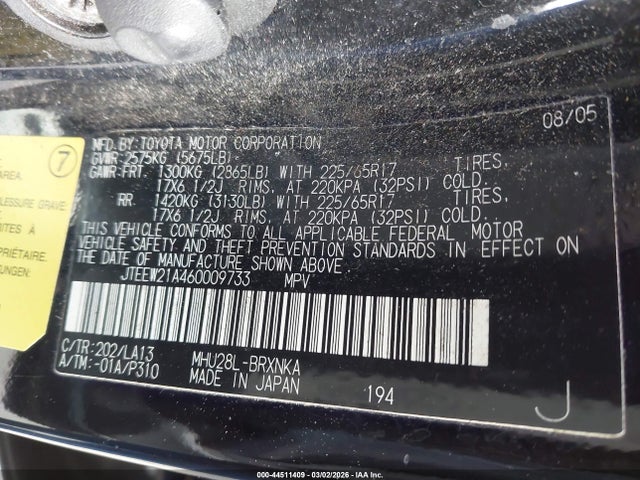 08/05
MFD.BY:TOYOTA MOTOR CORPORATION
GVWR:2575KG (5675LB)
GAWR:FRT. 1300KG (2865LB) WITH 225/65R17 TIRES,
17X6 1/2J RIMS, AT 220KPA (32PSI) COLD.
RR. 1420KG (3130LB) WITH 225/65R17 TIRES,
17X6 1/2J RIMS, AT 220KPA (32PSI) COLD.
THIS VEHICLE CONFORMS TO ALL APPLICABLE FEDERAL MOTOR
VEHICLE SAFETY AND THEFT PREVENTION STANDARDS IN EFFECT ON
THE DATE OF MANUFACTURE SHOWN ABOVE.
JTEEW21A460009733 MPV
C/TR:202/LA13 MHU28L-BRXNKA
A/TM:-01A/P310 MADE IN JAPAN 194 J
7
AREA.
PRESSURE GRAVE.
PRIÉTAIRE.
000-44511409 - 03/02/2026 - IAA Inc.